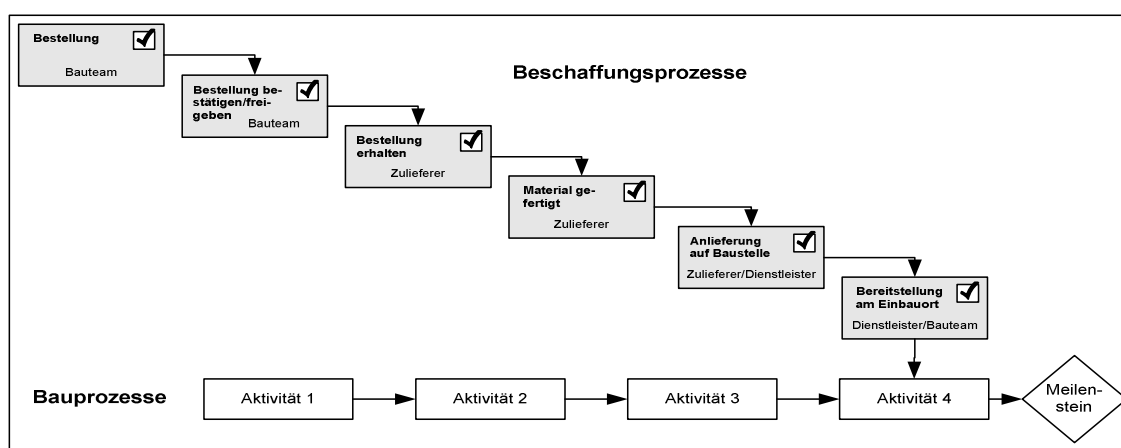 Bestellung
Bauteam
Beschaffungsprozesse
Bestellung be-
stätigen/frei-
geben
Bauteam
Bestellung
erhalten
Zulieferer
Material ge-
fertigt
Zulieferer
Anlieferung
auf Baustelle
Zulieferer/Dienstleister
Bereitstellung
am Einbauort
Dienstleister/Bauteam
Bauprozesse
Aktivität 1
Aktivität 2
Aktivität 3
Aktivität 4
Meilen-
stein